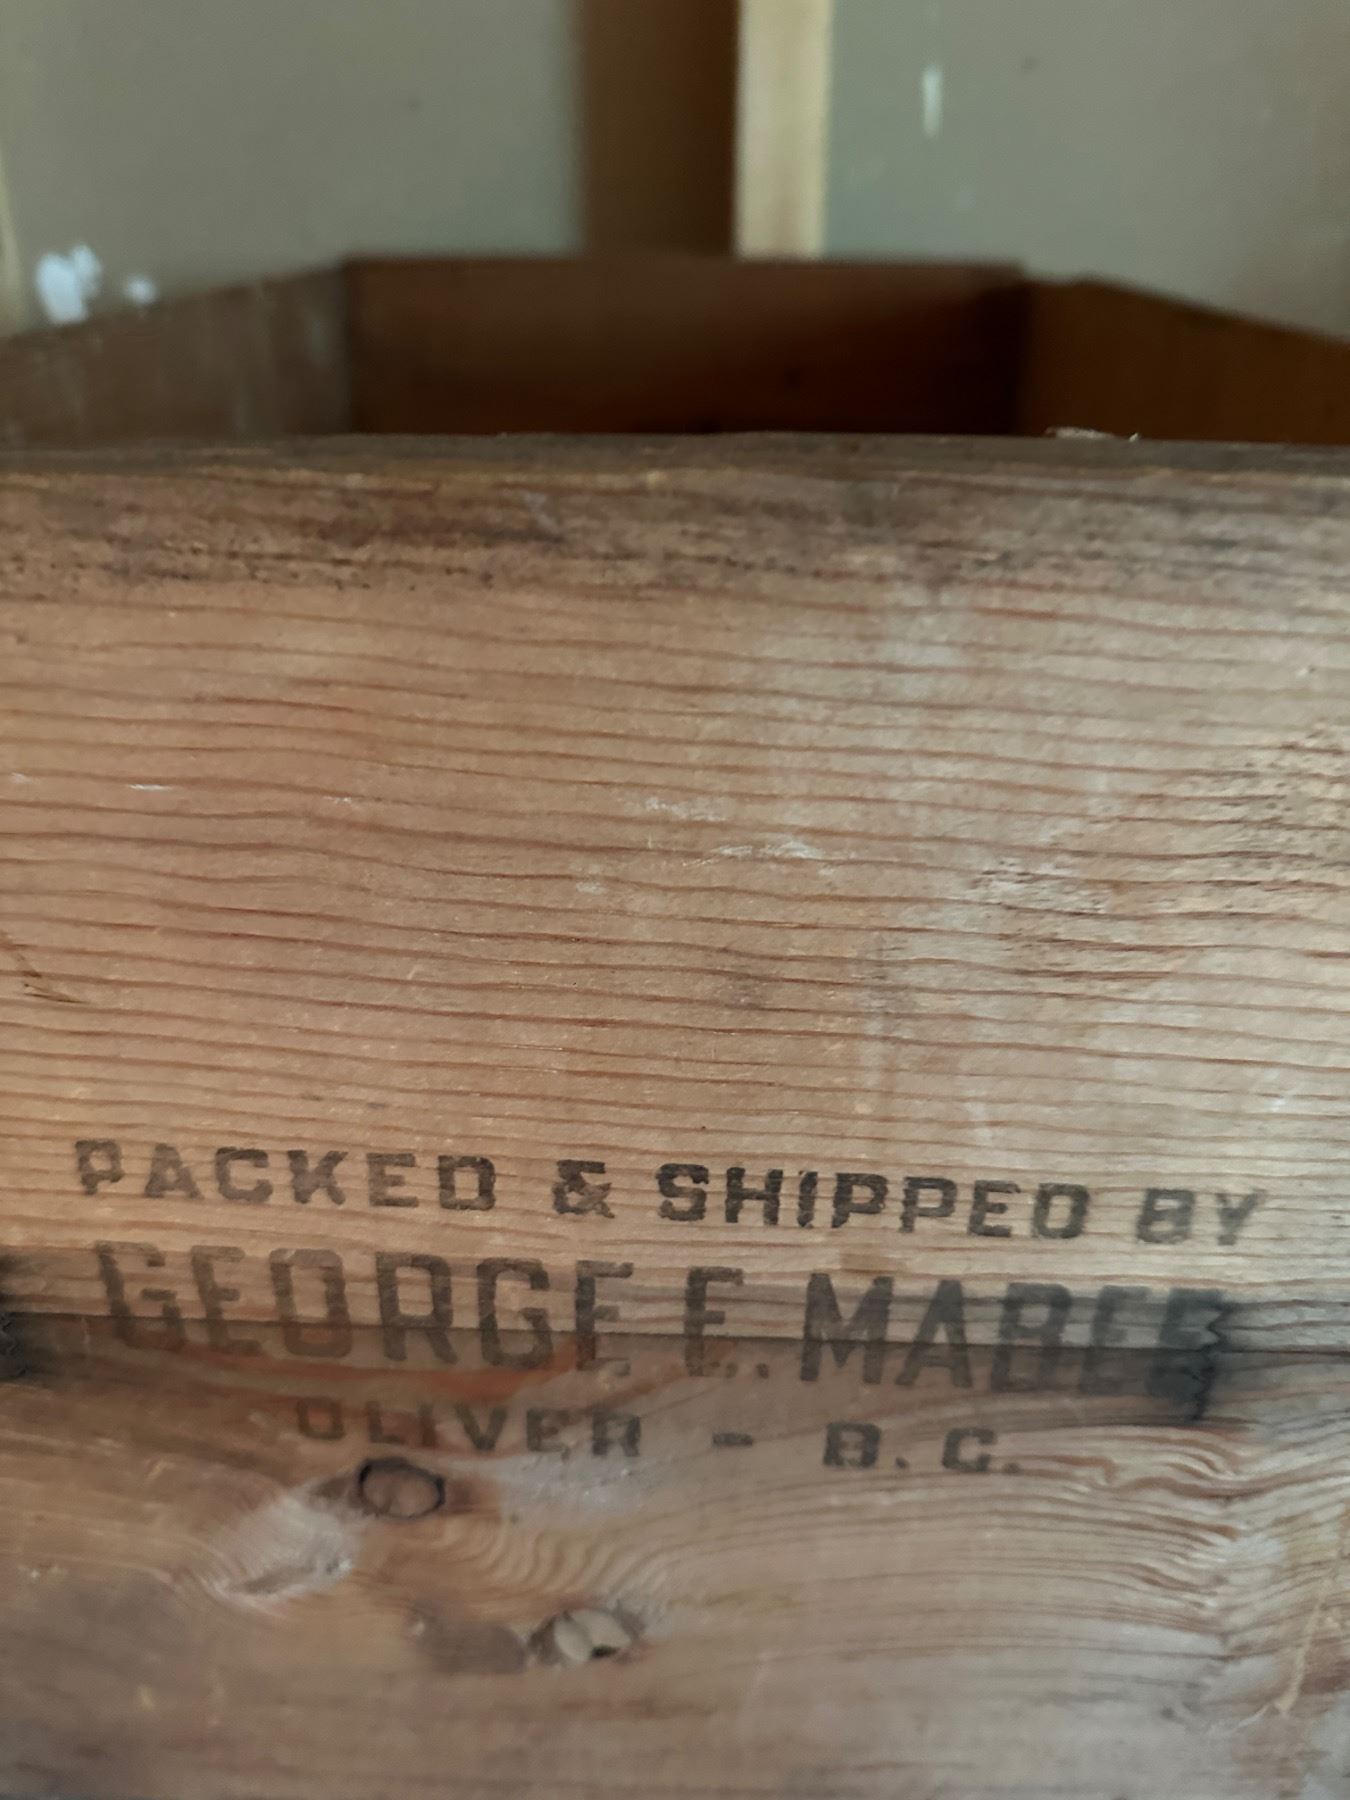 PACKED & SHIPPED BY
GEORGE E. MABEE
OLIVER - B.C.